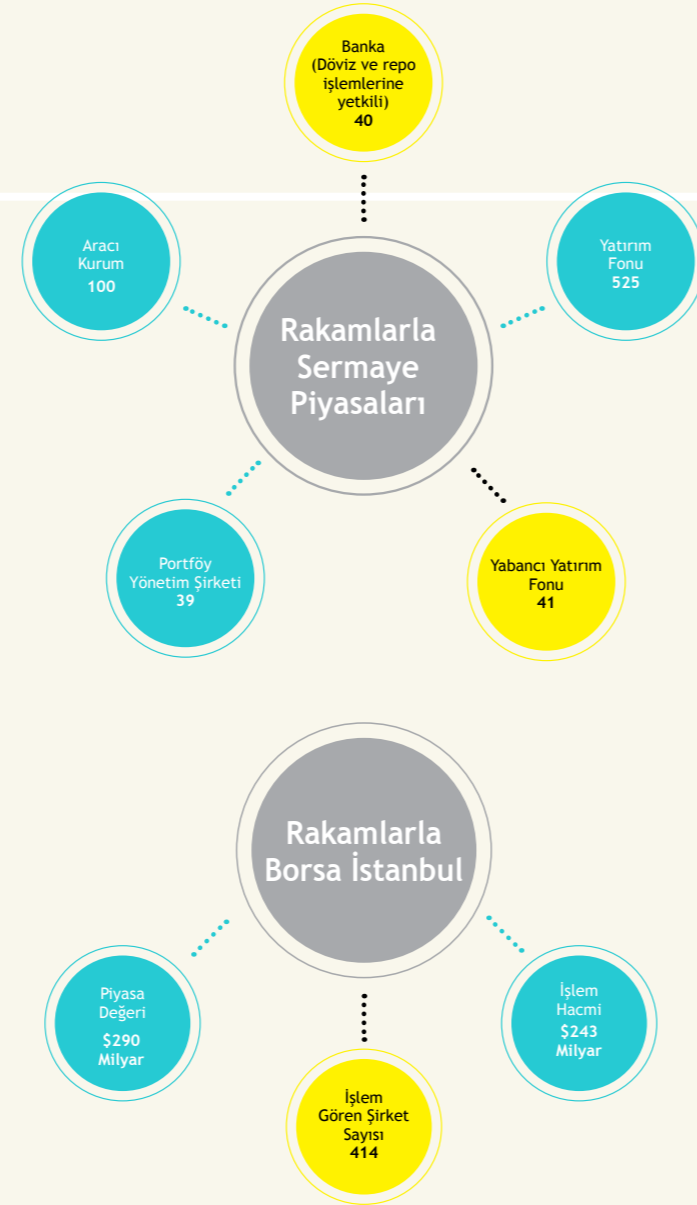 Banka
(Döviz ve repo
işlemlerine
yetkili)
40
Aracı
Kurum
100
Yatırım
Fonu
525
Rakamlarla
Sermaye
Piyasaları
Portföy
Yönetim Şirketi
39
Yabancı Yatırım
Fonu
41
Rakamlarla
Borsa İstanbul
Piyasa
Değeri
$290
Milyar
İşlem
Gören Şirket
Sayısı
414
İşlem
Hacmi
$243
Milyar